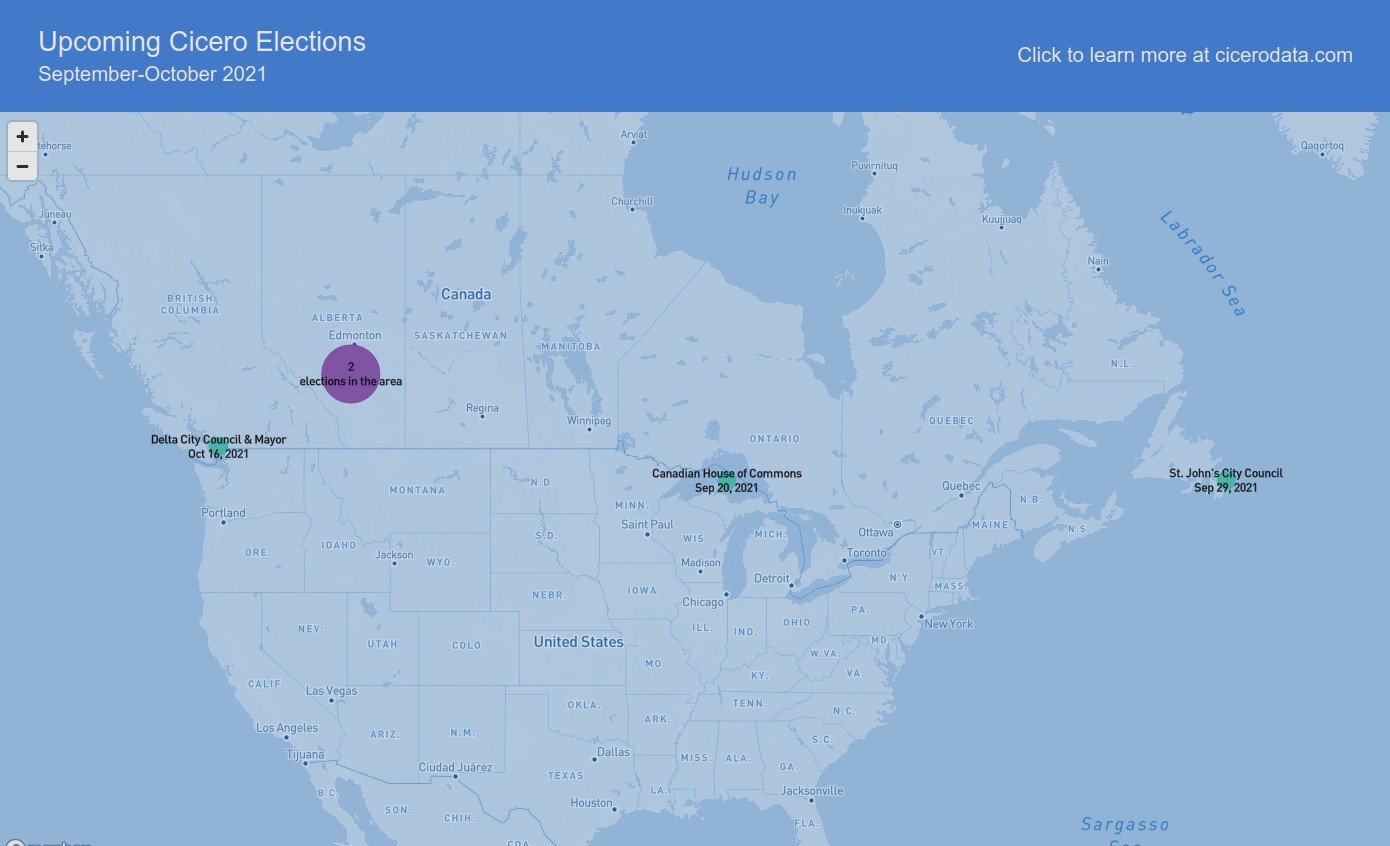 Upcoming Cicero Elections
September-October 2021
Click to learn more at cicerodata.com
+
−
tehorse
Arviat
Puvirnituq
Qaqortoq
Hudson
Bay
Juneau
Churchill
Inukjuak
Kuujjuaq
Labrador Sea
Sitka
Nain
BRITISH
COLUMBIA
Canada
ALBERTA
Edmonton
SASKATCHEWAN
MANITOBA
2
elections in the area
N.L.
Regina
Winnipeg
QUÉBEC
ONTARIO
Delta City Council & Mayor
Oct 16, 2021
Canadian House of Commons
Sep 20, 2021
St. John's City Council
Sep 29, 2021
MONTANA
N.D.
Quebec
N.B.
MINN.
Portland
Saint Paul
MAINE
N.S.
Ottawa
S.D.
WIS.
MICH.
IDAHO
ORE.
Jackson
WYO.
Toronto
VT.
Madison
Detroit
N.Y.
MASS.
NEBR.
IOWA
Chicago
PA.
NEV.
ILL.
IND.
OHIO
New York
UTAH
COLO.
United States
MD.
W.VA.
MO.
KY.
VA.
CALIF.
Las Vegas
OKLA.
TENN.
N.C.
ARK.
Los Angeles
ARIZ.
N.M.
S.C.
Tijuana
Dallas
MISS.
ALA.
GA.
Ciudad Juárez
TEXAS
B.C.
LA.
Jacksonville
SON.
Houston
CHIH.
FLA.
Sargasso
Sea
COA.
mapbox